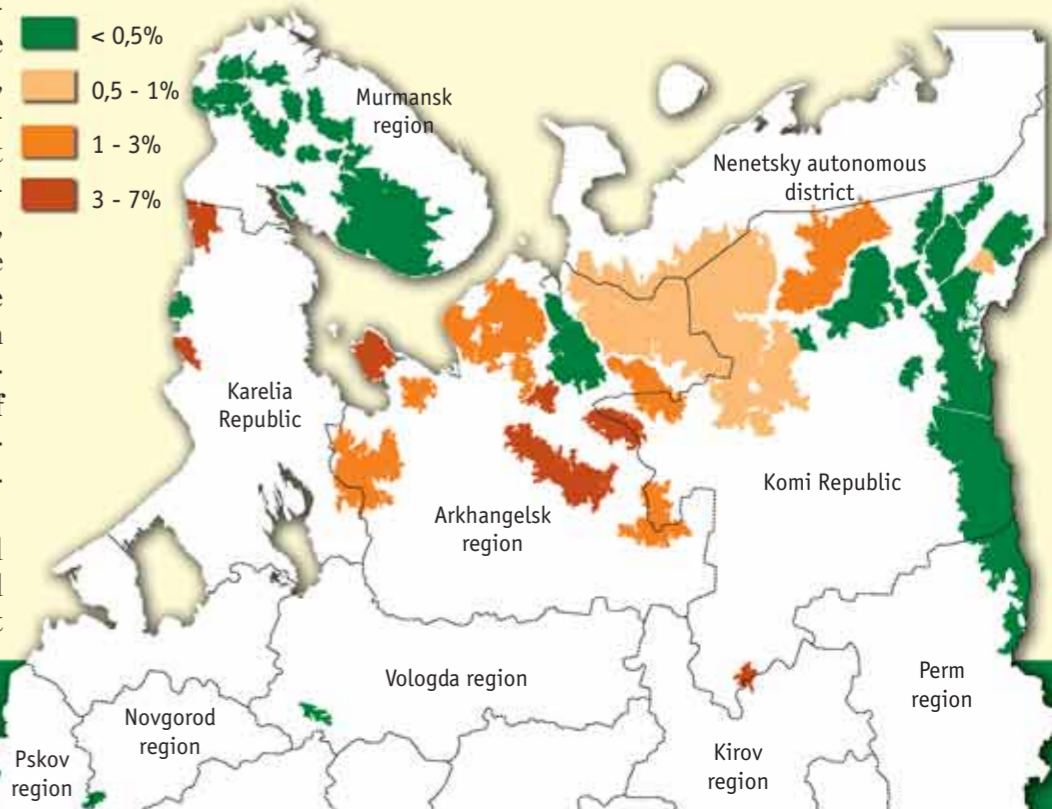 < 0,5%
0,5 - 1%
1 - 3%
3 - 7%
Murmansk
region
Nenetsky autonomous
district
Karelia
Republic
Komi Republic
Arkhangelsk
region
Vologda region
Perm
region
Novgorod
region
Kirov
region
Pskov
region